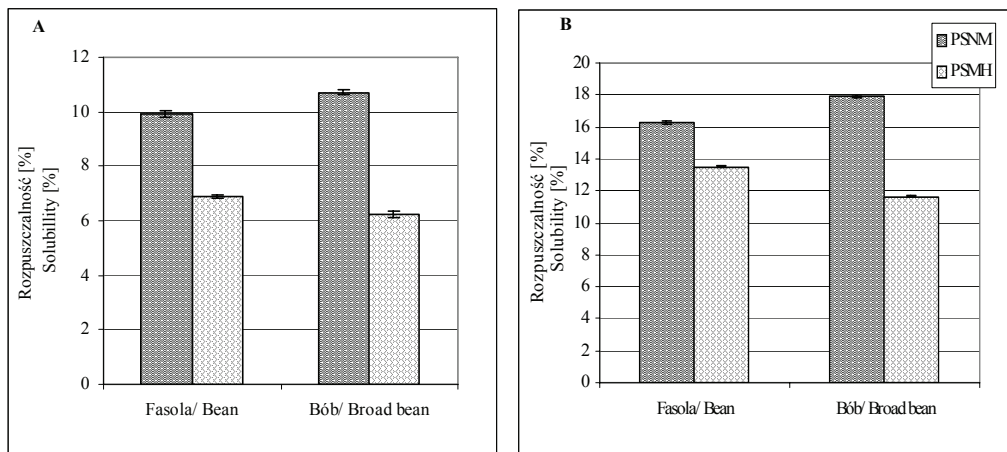 A
12
10
8
6
4
2
0
Rozpuszczalność [%]
Solubillity [%]
Fasola/ Bean
Bób/ Broad bean
B
PSNM
PSMH
20
18
16
14
12
10
8
6
4
2
0
Rozpuszczalność [%]
Solubility [%]
Fasola/ Bean
Bób/ Broad bean